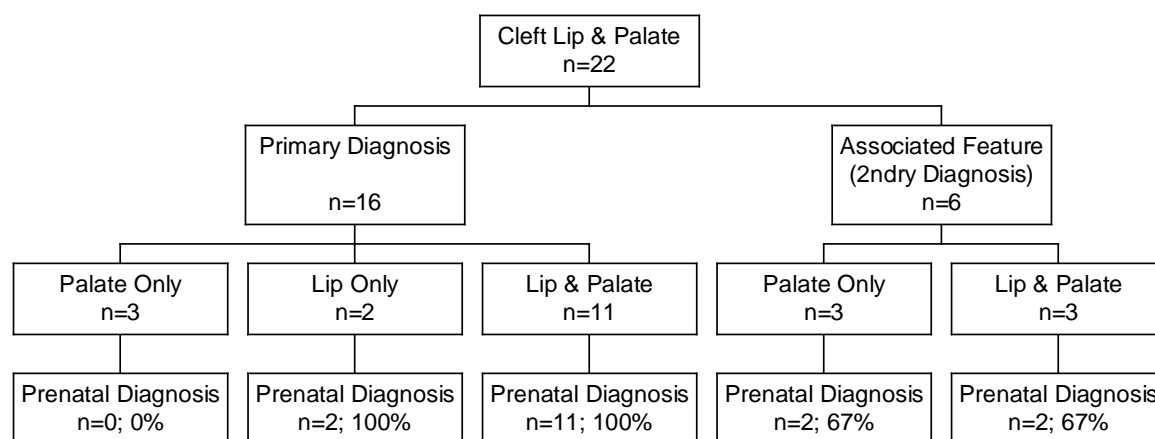 Cleft Lip & Palate
n=22
Primary Diagnosis
n=16
Associated Feature
(2ndry Diagnosis)
n=6
Palate Only
n=3
Lip Only
n=2
Lip & Palate
n=11
Palate Only
n=3
Lip & Palate
n=3
Prenatal Diagnosis
n=0; 0%
Prenatal Diagnosis
n=2; 100%
Prenatal Diagnosis
n=11; 100%
Prenatal Diagnosis
n=2; 67%
Prenatal Diagnosis
n=2; 67%